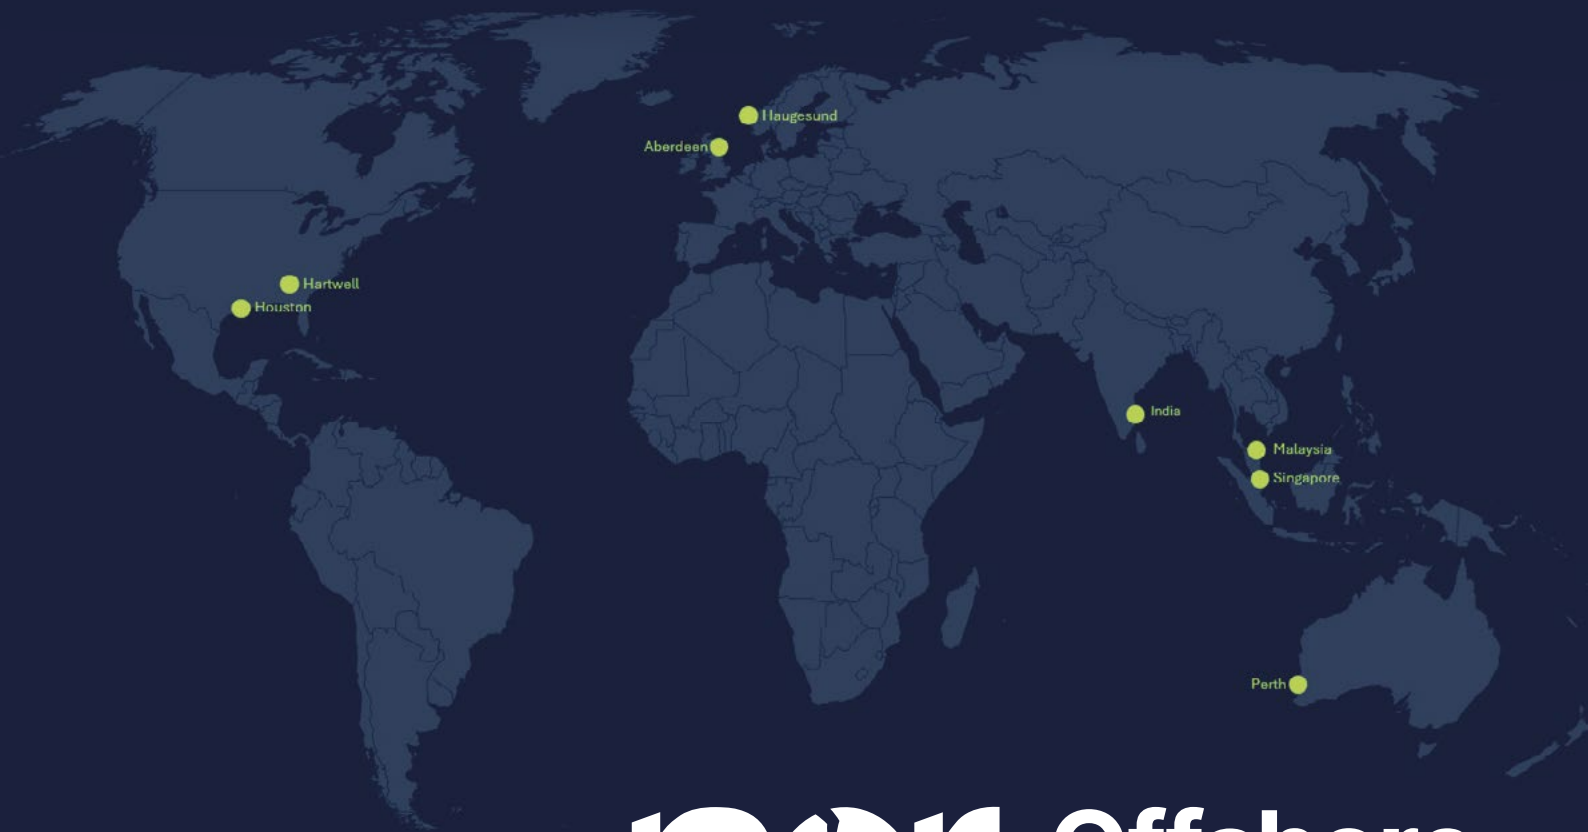 Haugesund
Aberdeen
Hartwell
Houston
India
Malaysia
Singapore
Perth
Offshore